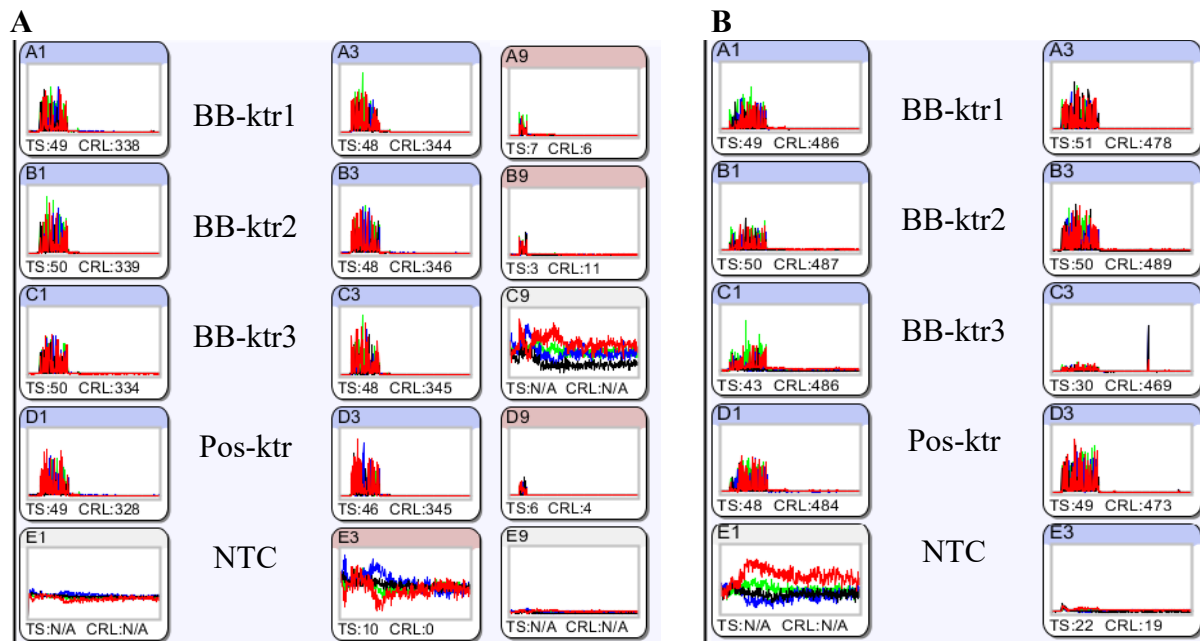 A
A1
TS:49 CRL:338
BB-ktr1
A3
TS:48 CRL:344
A9
TS:7 CRL:6
B1
TS:50 CRL:339
BB-ktr2
B3
TS:48 CRL:346
B9
TS:3 CRL:11
C1
TS:50 CRL:334
BB-ktr3
C3
TS:48 CRL:345
C9
TS:N/A CRL:N/A
D1
TS:49 CRL:328
Pos-ktr
D3
TS:46 CRL:345
D9
TS:6 CRL:4
E1
TS:N/A CRL:N/A
NTC
E3
TS:10 CRL:0
E9
TS:N/A CRL:N/A
B
A1
TS:49 CRL:486
BB-ktr1
A3
TS:51 CRL:478
B1
TS:50 CRL:487
BB-ktr2
B3
TS:50 CRL:489
C1
TS:43 CRL:486
BB-ktr3
C3
TS:30 CRL:469
D1
TS:48 CRL:484
Pos-ktr
D3
TS:49 CRL:473
E1
TS:N/A CRL:N/A
NTC
E3
TS:22 CRL:19